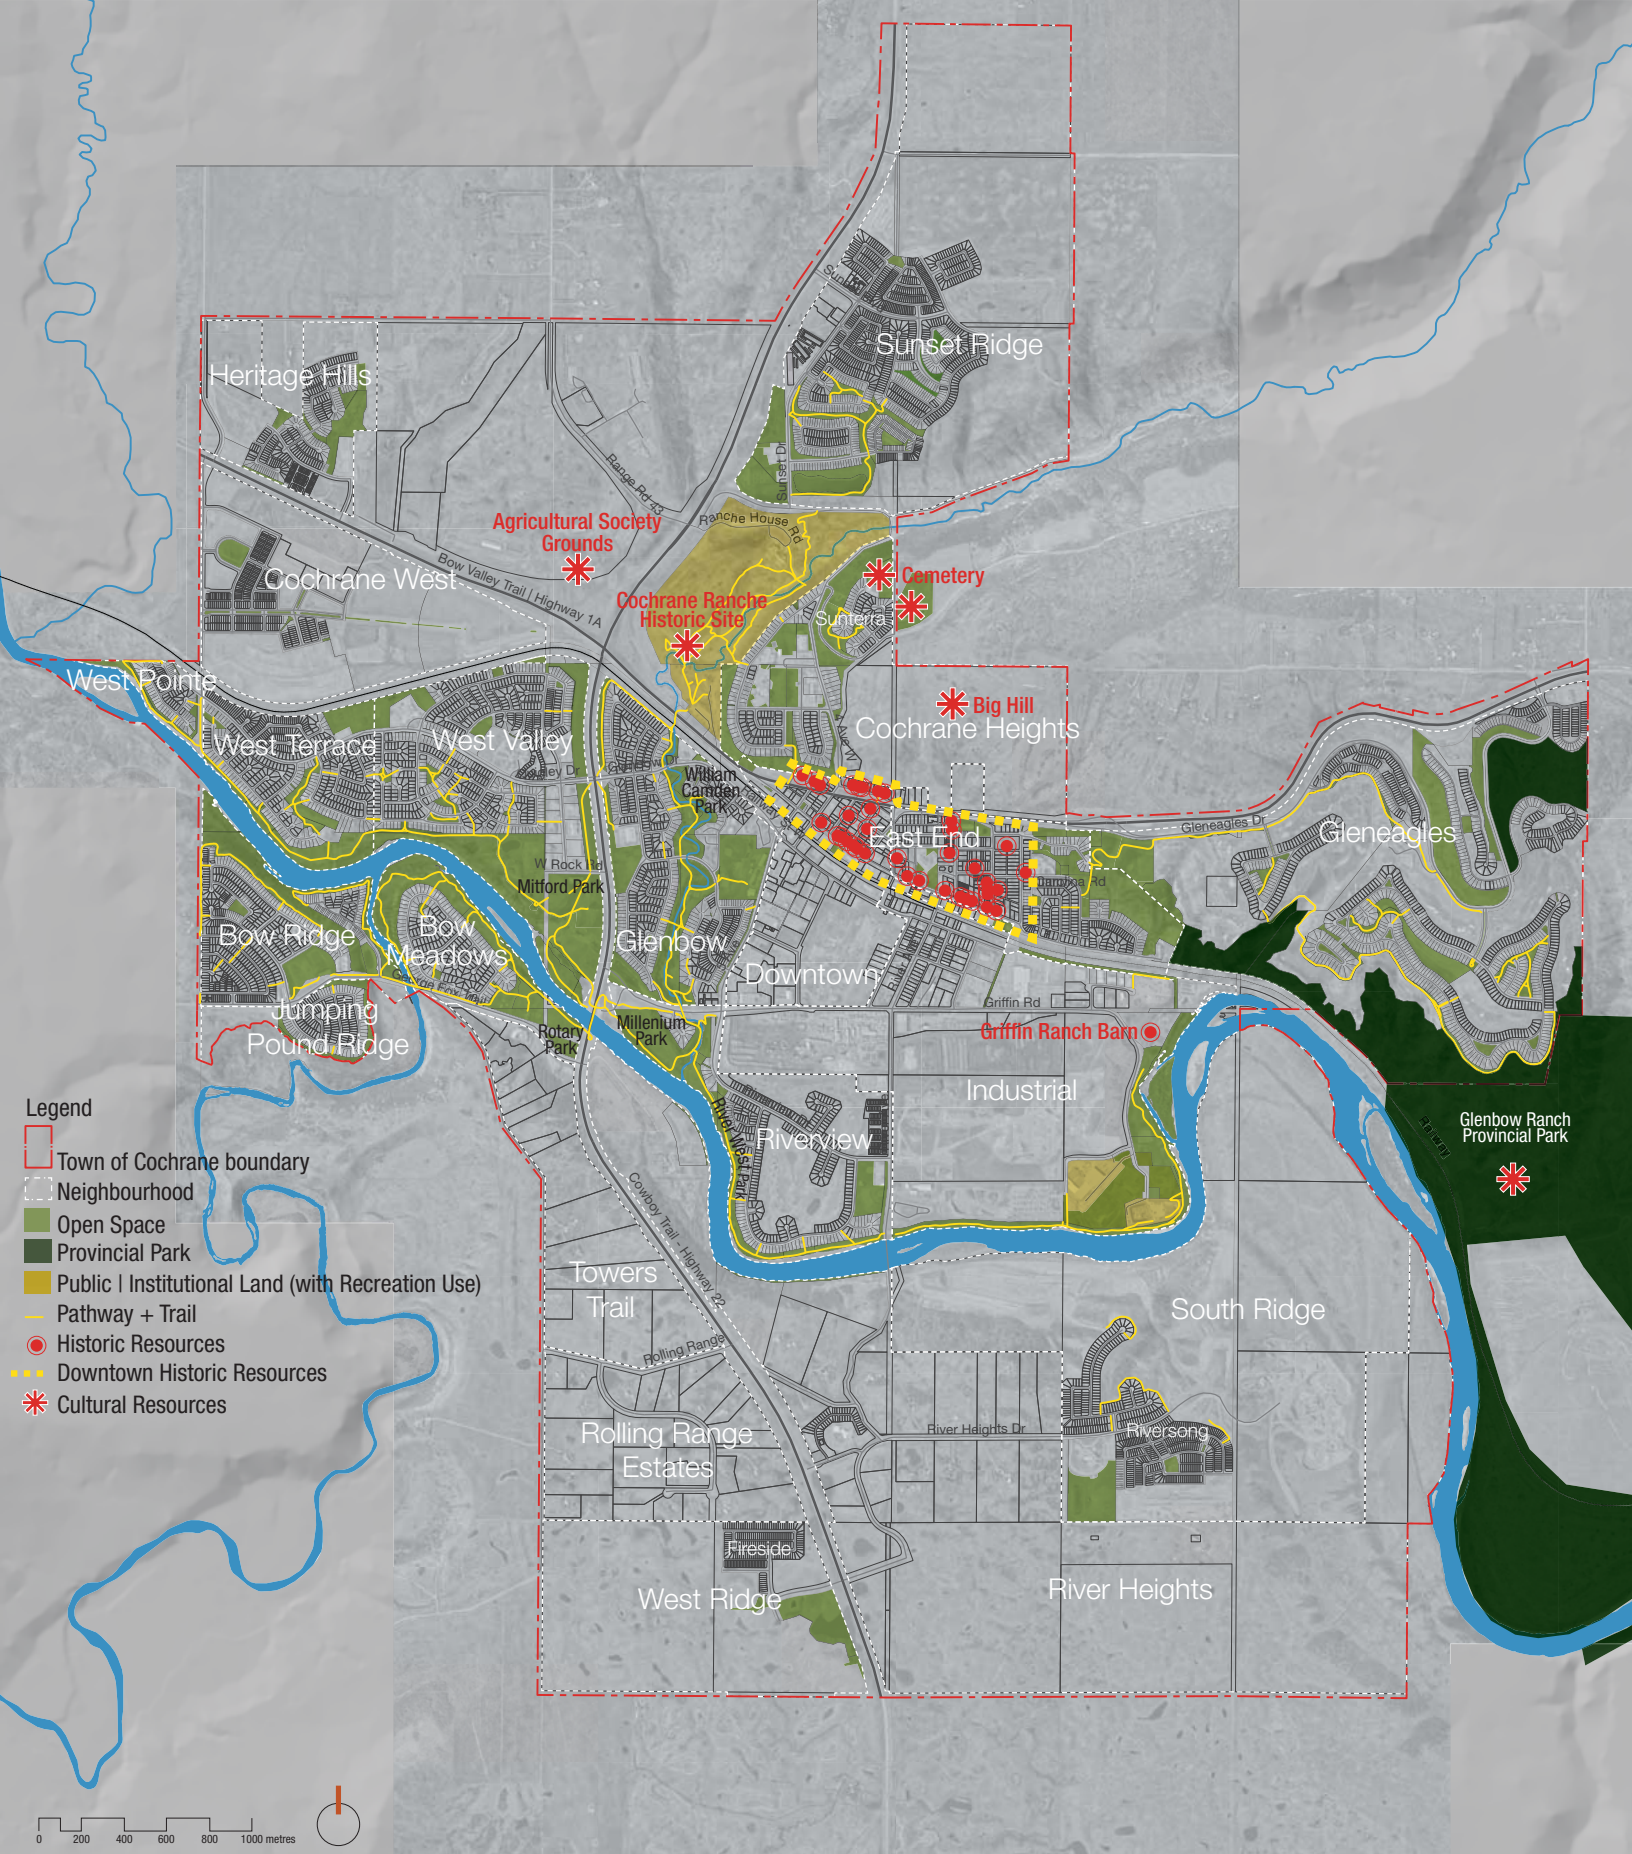 Sunset Ridge
Heritage Hills
Sunset Dr
Range Rd 43
Agricultural Society
Grounds
Ranche House Rd
Bow Valley Trail | Highway 1A
Cochrane West
Cemetery
Cochrane Ranche
Historic Site
Sunterra
West Pointe
Big Hill
Cochrane Heights
West Terrace
West Valley
William
Camden
Park
Gleneagles Dr
Gleneagles
East End
W Rock Rd
Mitford Park
Bow Ridge
Bow
Meadows
Glenbow
Downtown
Griffin Rd
Jumping
Pound Ridge
Rotary
Park
Millenium
Park
Griffin Ranch Barn
Industrial
Riverview
River West Park
Railway
Glenbow Ranch
Provincial Park
Cowboy Trail - Highway 22
Towers
Trail
South Ridge
Rolling Range
Rolling Range
Estates
River Heights Dr
Riversong
Fireside
West Ridge
River Heights
Legend
Town of Cochrane boundary
Neighbourhood
Open Space
Provincial Park
Public | Institutional Land (with Recreation Use)
Pathway + Trail
Historic Resources
Downtown Historic Resources
Cultural Resources
0 200 400 600 800 1000 metres